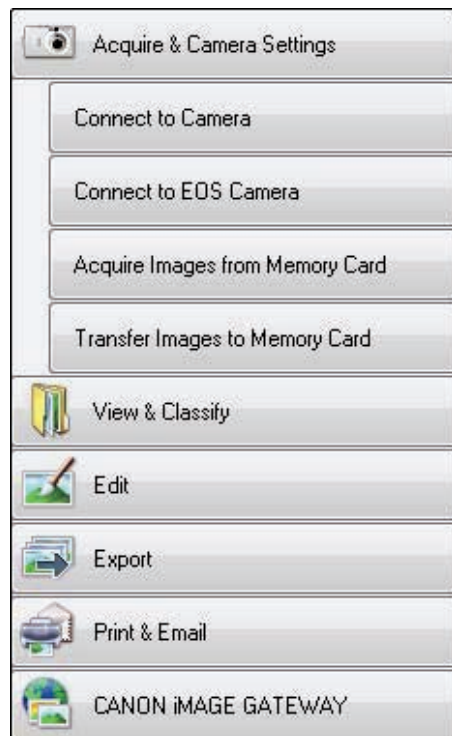 Acquire & Camera Settings
Connect to Camera
Connect to EOS Camera
Acquire Images from Memory Card
Transfer Images to Memory Card
View & Classify
Edit
Export
Print & Email
CANON iMAGE GATEWAY